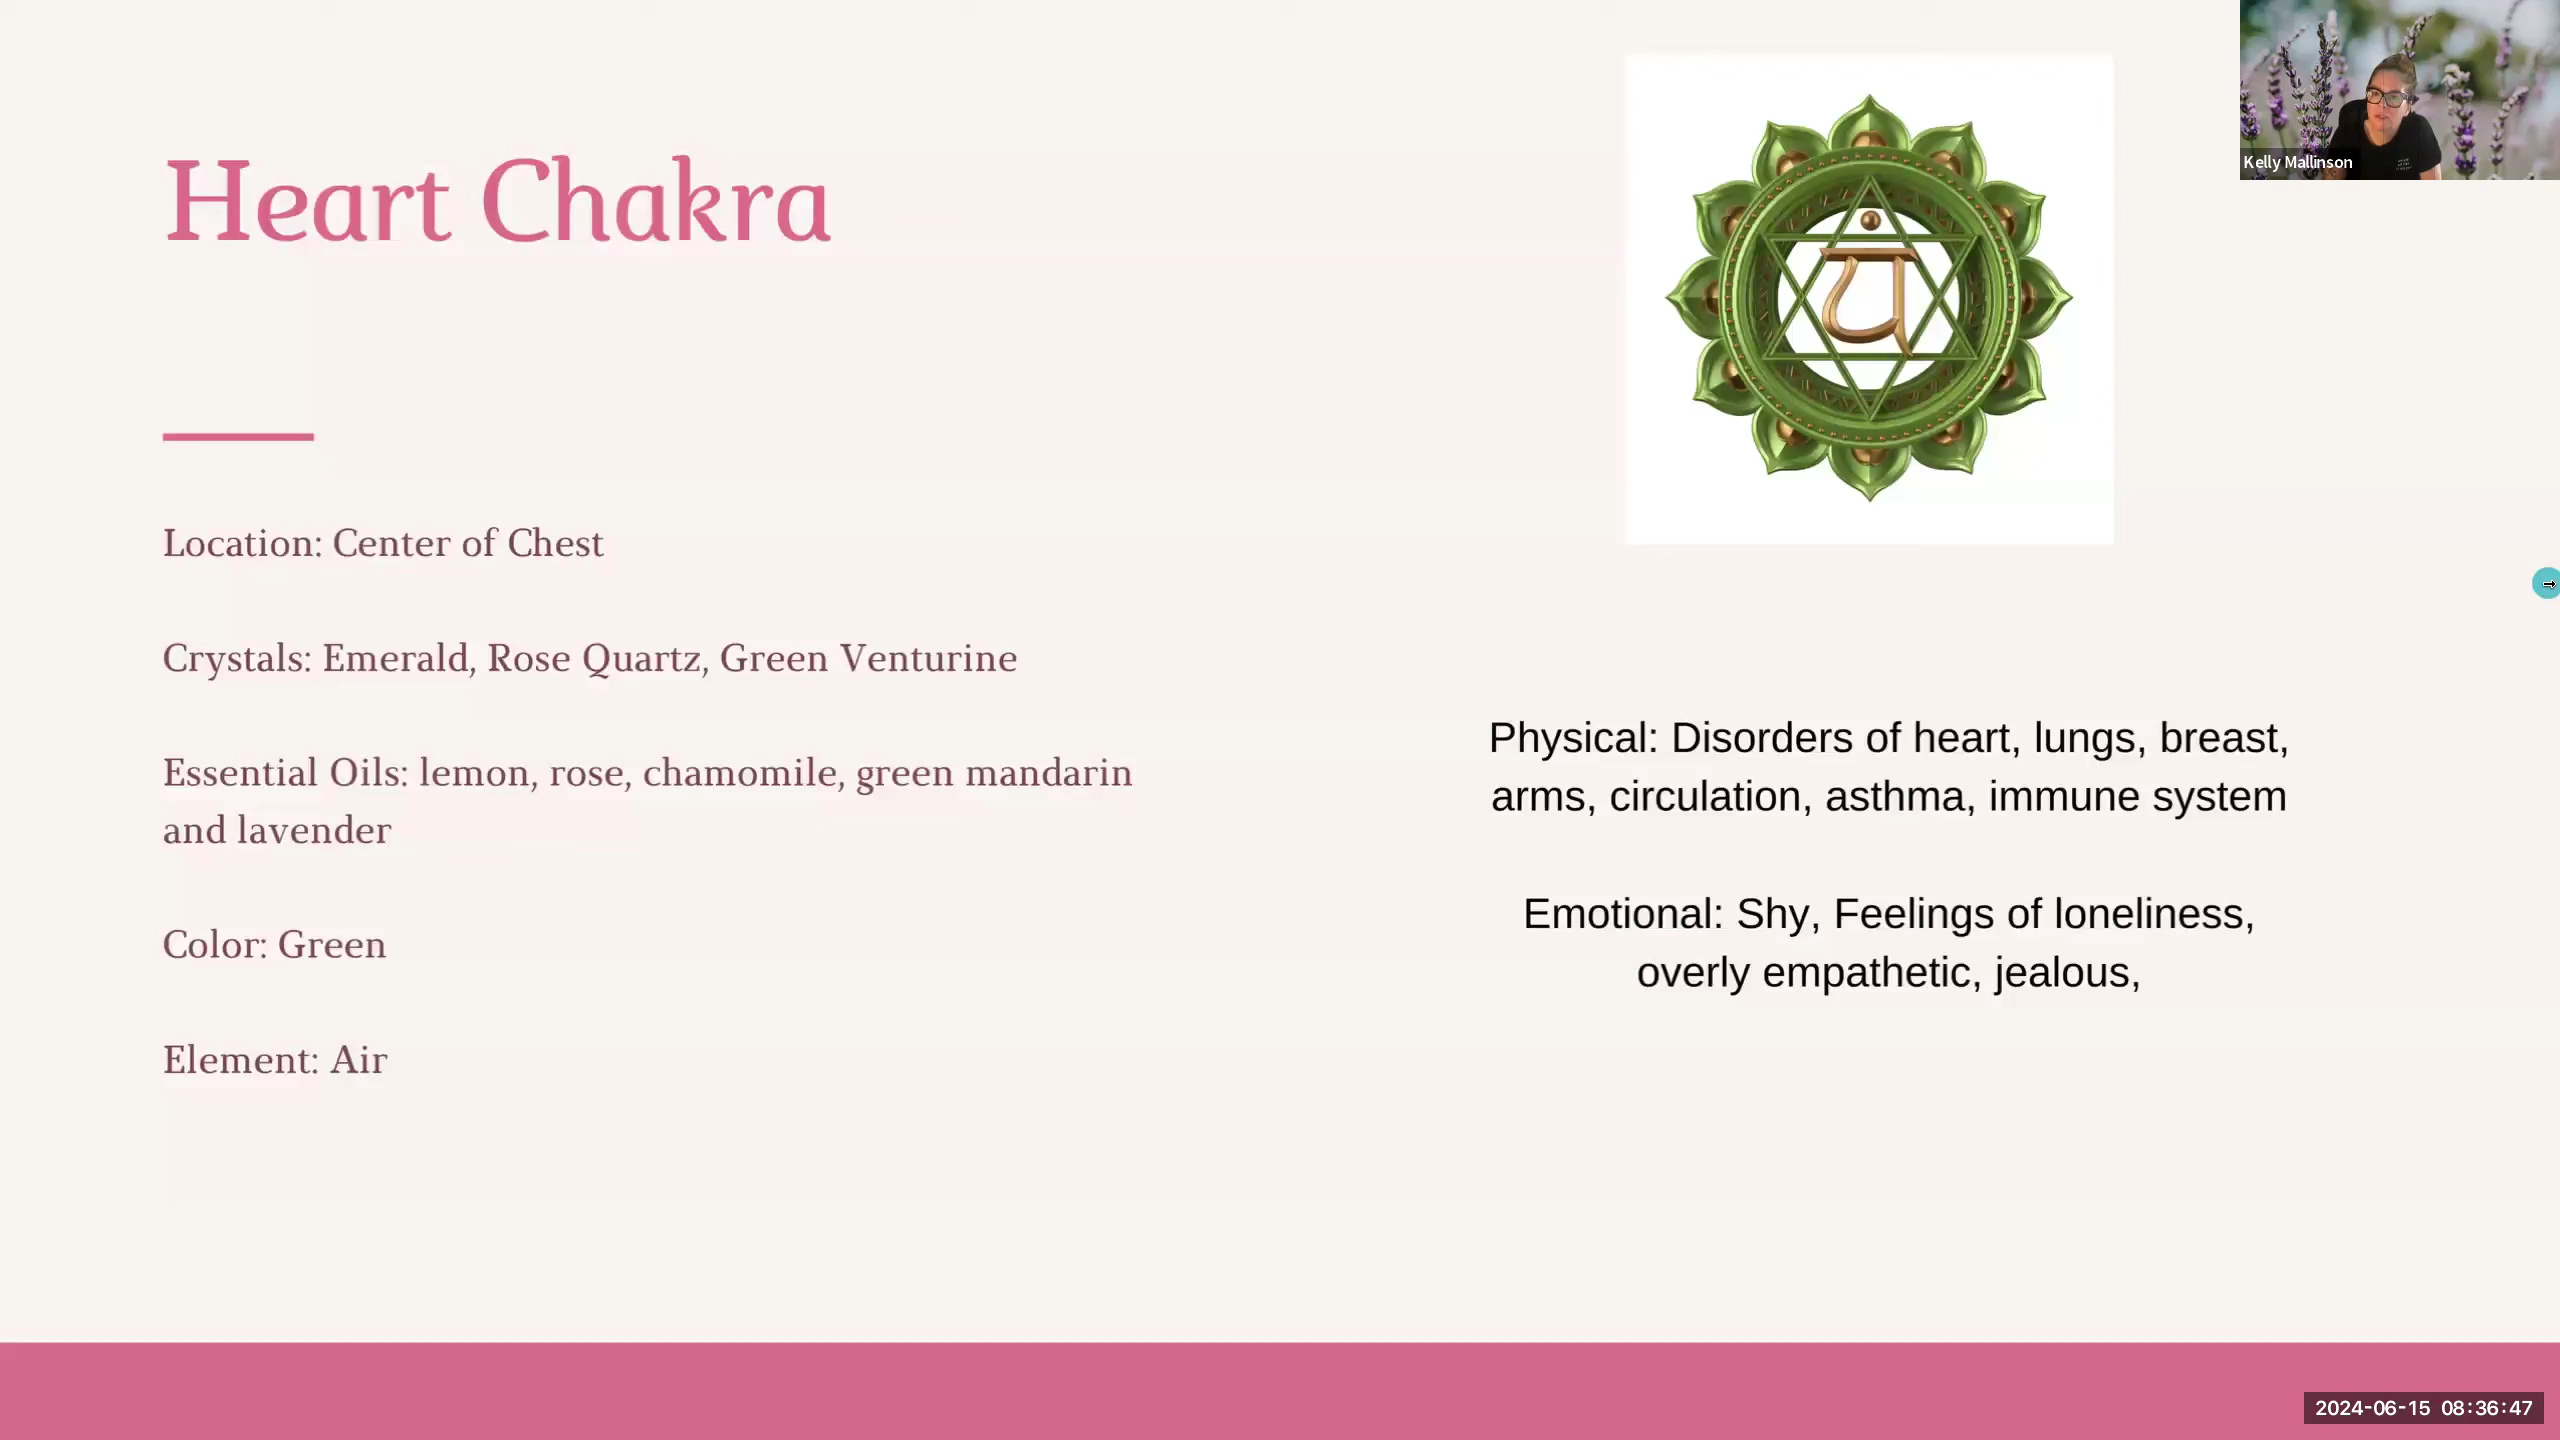 Heart Chakra
Location: Center of Chest
Crystals: Emerald, Rose Quartz, Green Venturine
Essential Oils: lemon, rose, chamomile, green mandarin
and lavender
Color: Green
Element: Air
यं
Physical: Disorders of heart, lungs, breast,
arms, circulation, asthma, immune system
Emotional: Shy, Feelings of loneliness,
overly empathetic, jealous,
Kelly Mallinson
2024-06-15 08:36:47